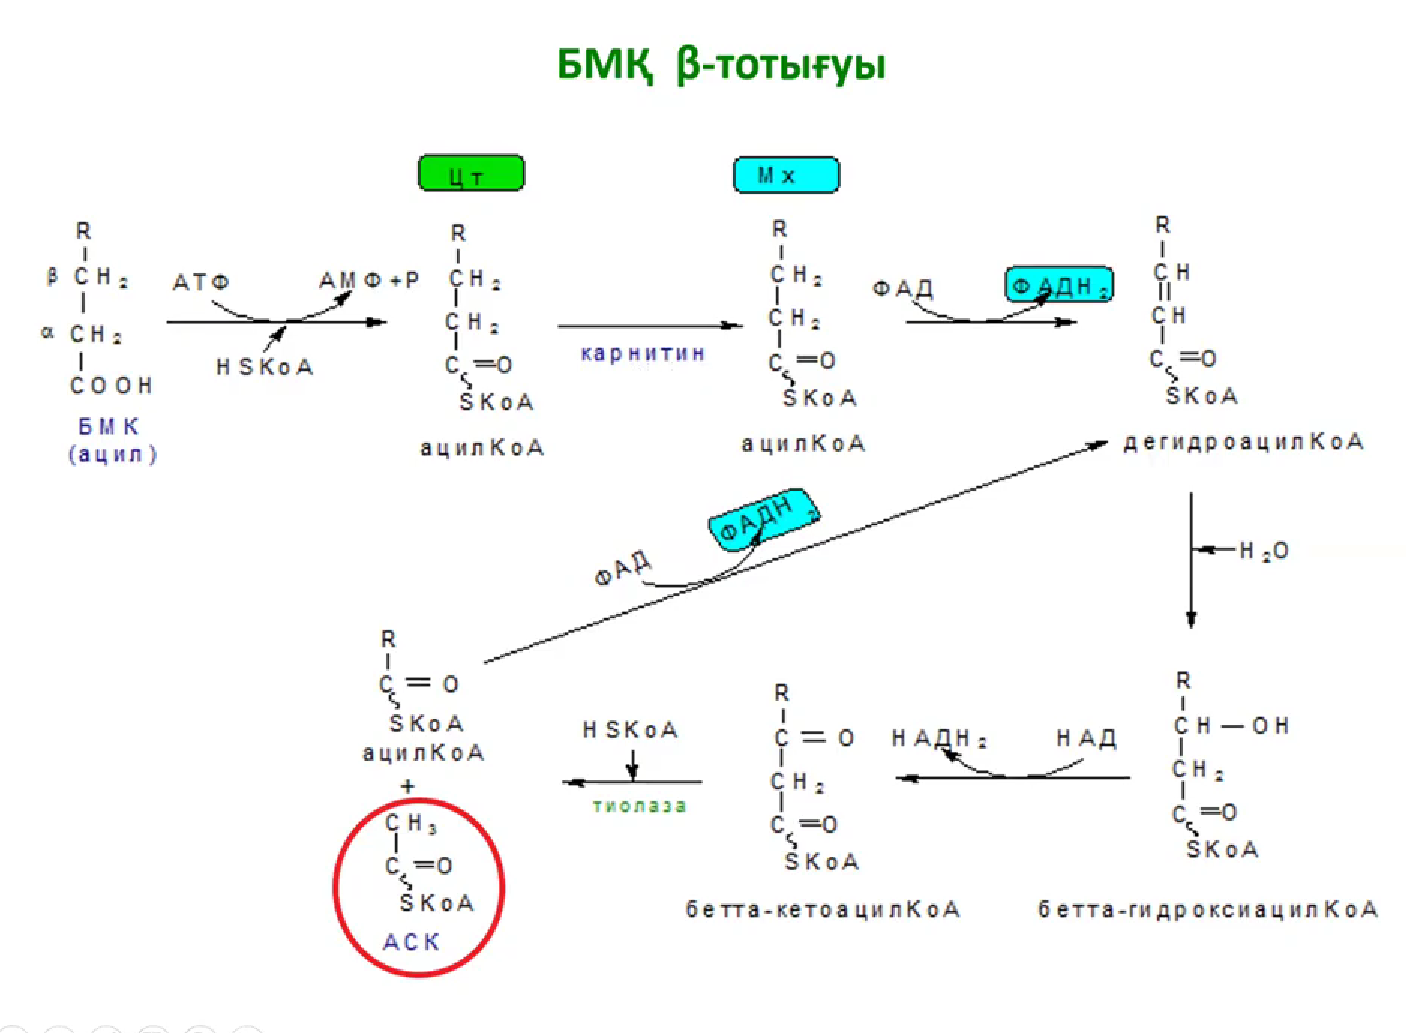 БМҚ β-тотығуы
Цт
Мх
R
β CH2
α CH2
COOH
БМК
(ацил)
АТФ
АМФ+Р
HSKoA
R
CH2
CH2
C=O
SKoA
ацилКоА
карнитин
R
CH2
CH2
C=O
SKoA
ацилКоА
ФАД
ФАДН2
R
CH
CH
C=O
SKoA
дегидроацилКоА
ФАД
ФАДН2
H2O
R
CH—OH
CH2
C=O
SKoA
бетта-гидроксиацилКоА
НАДН2
НАД
R
C=O
CH2
C=O
SKoA
бетта-кетоацилКоА
HSKoA
тиолаза
R
C=O
SKoA
ацилКоА
+
CH3
C=O
SKoA
АСК